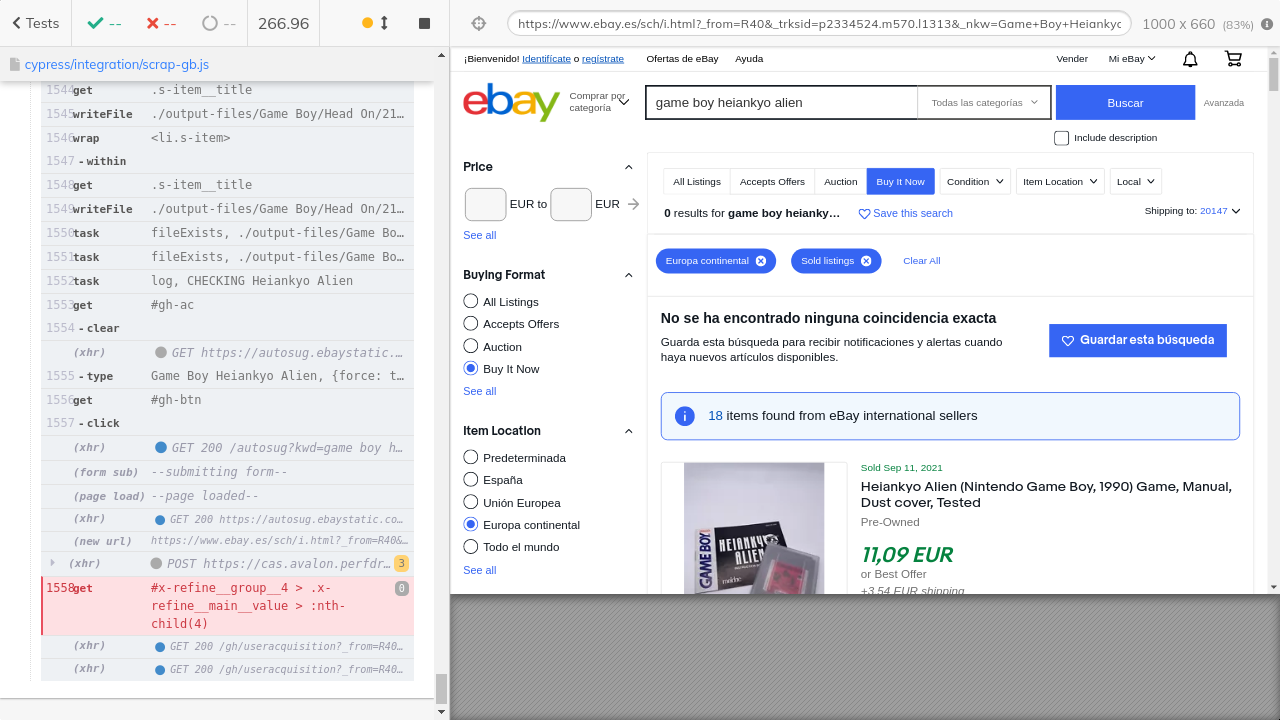 Tests
--
--
--
266.96
https://www.ebay.es/sch/i.html?_from=R40&_trksid=p2334524.m570.l1313&_nkw=Game+Boy+Heiankyo
1000 x 660 (83%)
cypress/integration/scrap-gb.js
1544 get .s-item__title
1545 writeFile ./output-files/Game Boy/Head On/21…
1546 wrap <li.s-item>
1547 - within
1548 get .s-item__title
1549 writeFile ./output-files/Game Boy/Head On/21…
1550 task fileExists, ./output-files/Game Bo…
1551 task fileExists, ./output-files/Game Bo…
1552 task log, CHECKING Heiankyo Alien
1553 get #gh-ac
1554 - clear
(xhr) GET https://autosug.ebaystatic.…
1555 - type Game Boy Heiankyo Alien, {force: t…
1556 get #gh-btn
1557 - click
(xhr) GET 200 /autosug?kwd=game boy h…
(form sub) --submitting form--
(page load) --page loaded--
(xhr) GET 200 https://autosug.ebaystatic.co…
(new url) https://www.ebay.es/sch/i.html?_from=R40&…
(xhr) POST https://cas.avalon.perfdr… 3
1558 get #x-refine__group__4 > .x-refine__main__value > :nth-child(4) 0
(xhr) GET 200 /gh/useracquisition?_from=R40…
(xhr) GET 200 /gh/useracquisition?_from=R40…
¡Bienvenido! Identifícate o regístrate
Ofertas de eBay
Ayuda
Vender
Mi eBay
ebay
Comprar por categoría
game boy heiankyo alien
Todas las categorías
Buscar
Avanzada
Include description
Price
EUR to EUR
See all
Buying Format
All Listings
Accepts Offers
Auction
Buy It Now
See all
Item Location
Predeterminada
España
Unión Europea
Europa continental
Todo el mundo
See all
All Listings
Accepts Offers
Auction
Buy It Now
Condition
Item Location
Local
0 results for game boy heianky…
Save this search
Shipping to: 20147
Europa continental
Sold listings
Clear All
No se ha encontrado ninguna coincidencia exacta
Guarda esta búsqueda para recibir notificaciones y alertas cuando
haya nuevos artículos disponibles.
Guardar esta búsqueda
18 items found from eBay international sellers
GAME BOY
HEIANKYO
ALIEN
meldac
Sold Sep 11, 2021
Heiankyo Alien (Nintendo Game Boy, 1990) Game, Manual,
Dust cover, Tested
Pre-Owned
11,09 EUR
or Best Offer
+3,54 EUR shipping